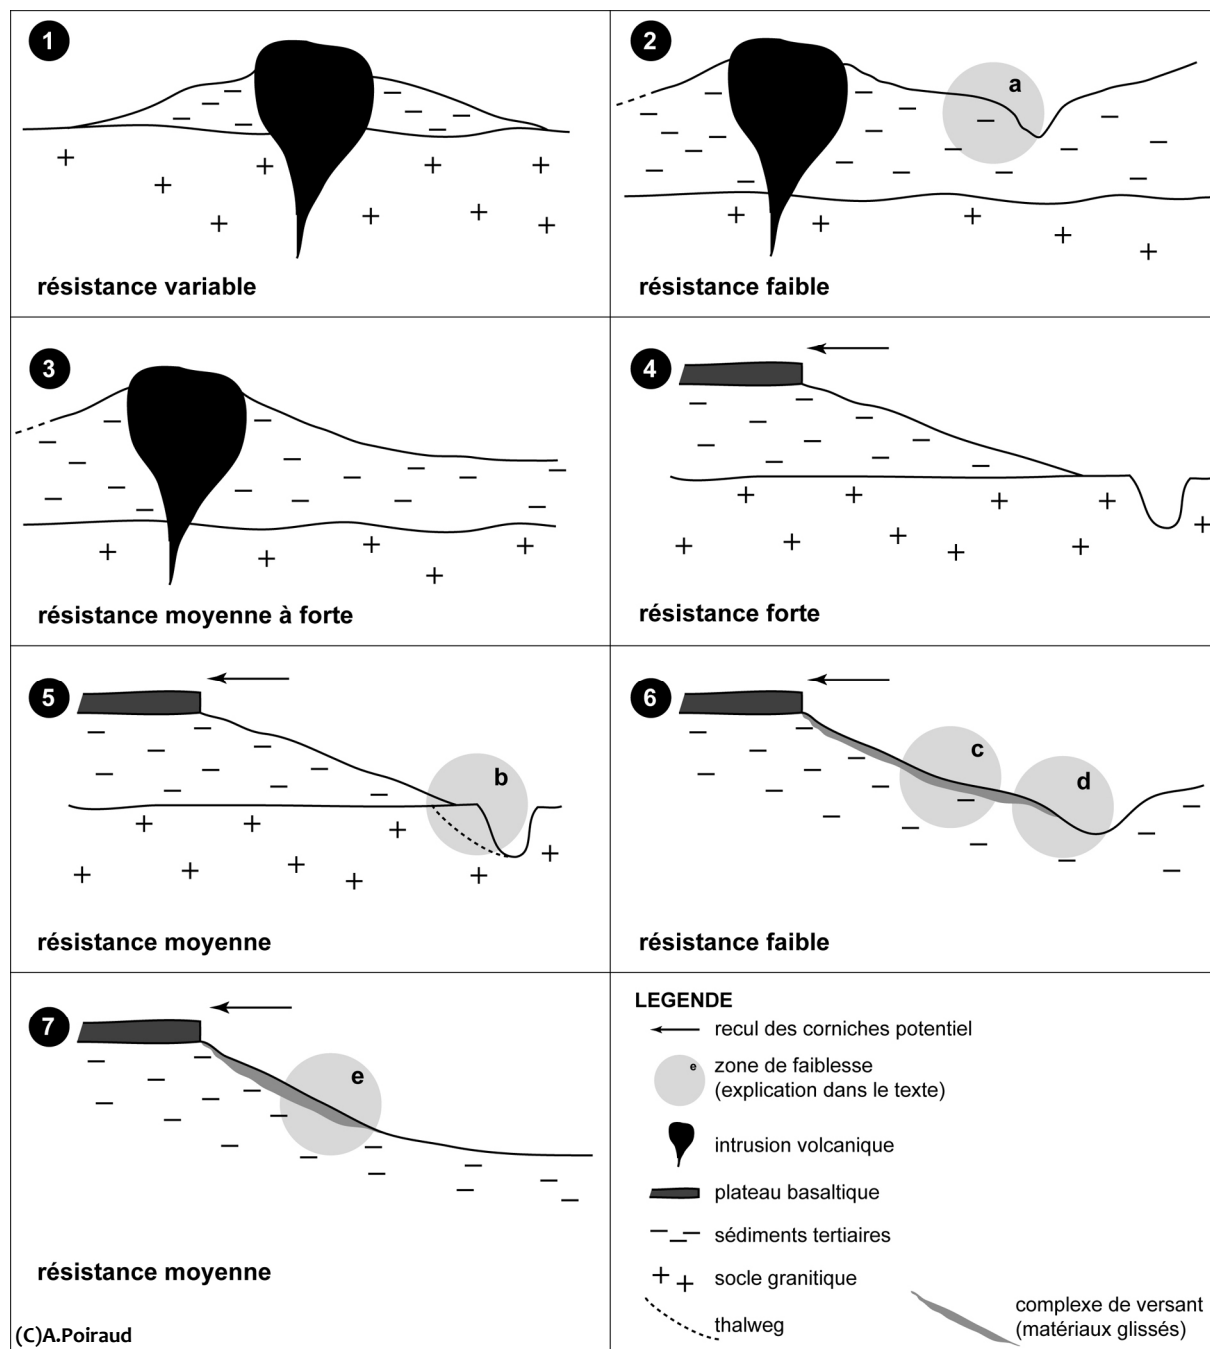 1
résistance variable
2
a
résistance faible
3
résistance moyenne à forte
4
résistance forte
5
b
résistance moyenne
6
c
d
résistance faible
7
e
résistance moyenne
(C)A.Poiraud
LEGENDE
recul des corniches potentiel
e
zone de faiblesse
(explication dans le texte)
intrusion volcanique
plateau basaltique
sédiments tertiaires
socle granitique
thalweg
complexe de versant
(matériaux glissés)